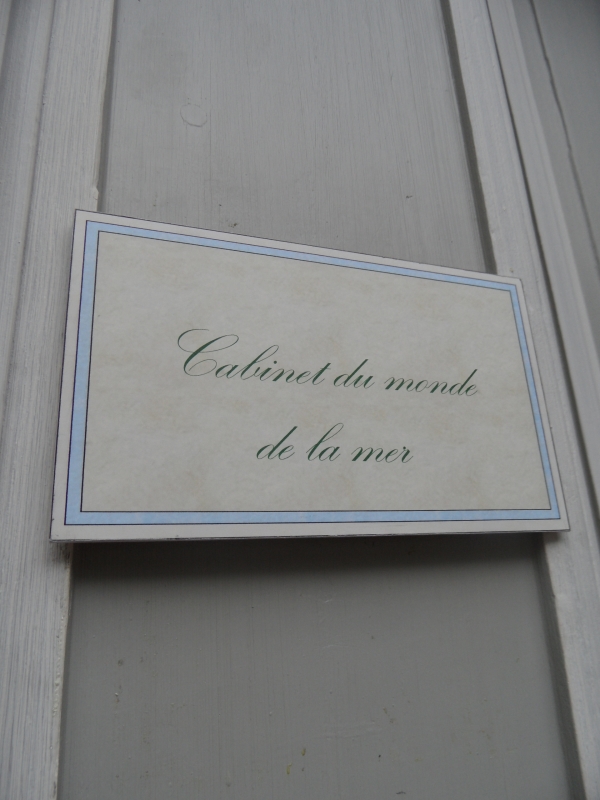 Cabinet du monde
de la mer